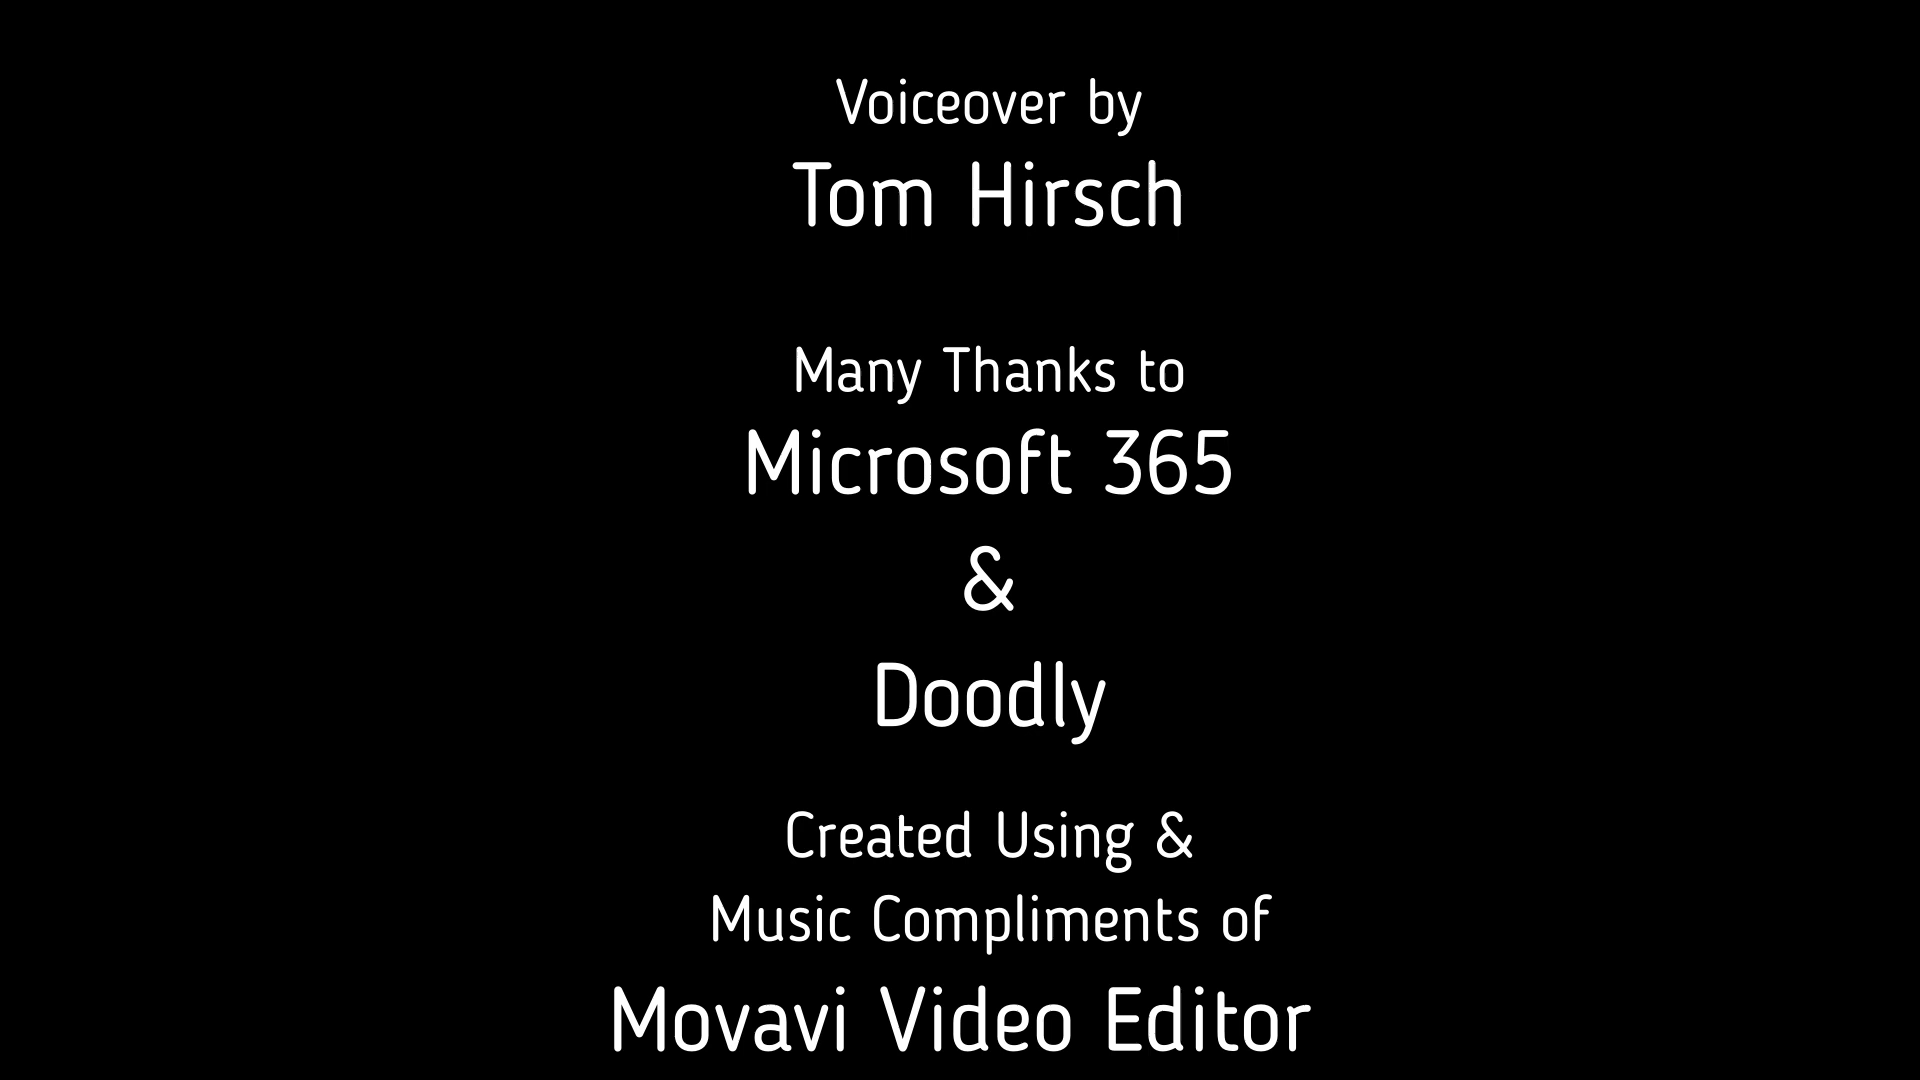 Voiceover by
Tom Hirsch
Many Thanks to
Microsoft 365
&
Doodly
Created Using &
Music Compliments of
Movavi Video Editor